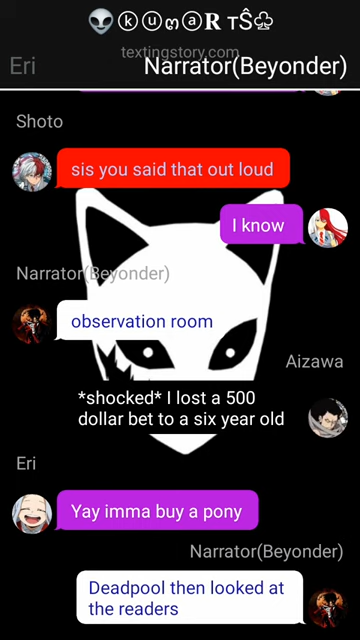 👽ⓚⓤⓜⓐ𝐑 тŜ♧
textingstory.com
Eri
Narrator(Beyonder)
Shoto
sis you said that out loud
I know
Narrator(Beyonder)
observation room
Aizawa
*shocked* I lost a 500
dollar bet to a six year old
Eri
Yay imma buy a pony
Narrator(Beyonder)
Deadpool then looked at
the readers